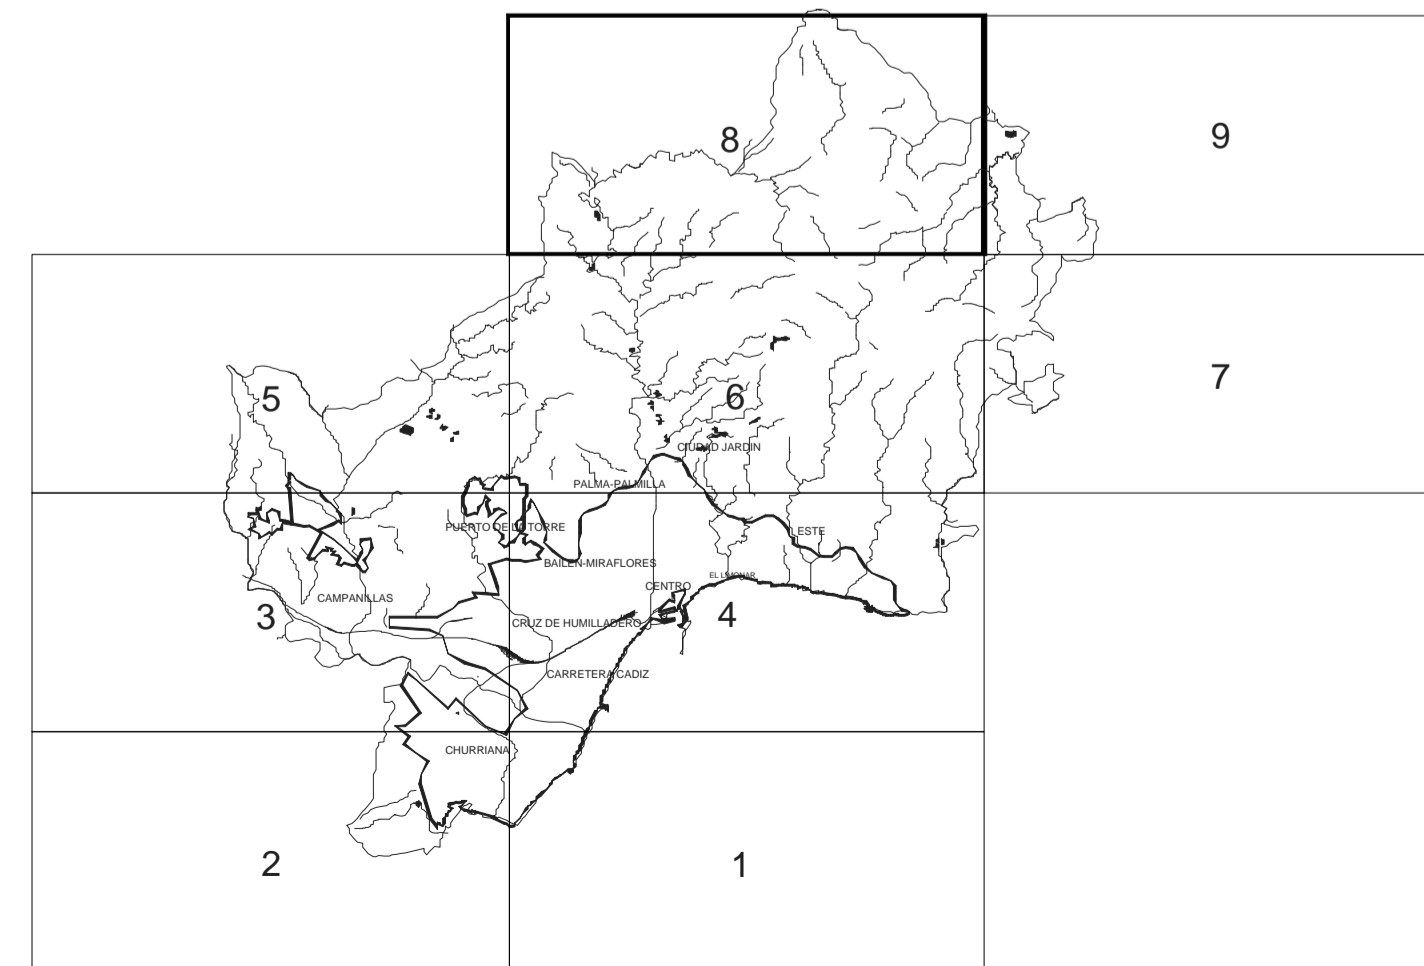 8
9
5
6
7
CIUDAD JARDIN
PALMA-PALMILLA
PUERTO DE LA TORRE
ESTE
BAILEN-MIRAFLORES
EL LIMONAR
CENTRO
CAMPANILLAS
3
CRUZ DE HUMILLADERO
4
CARRETERA CADIZ
CHURRIANA
2
1